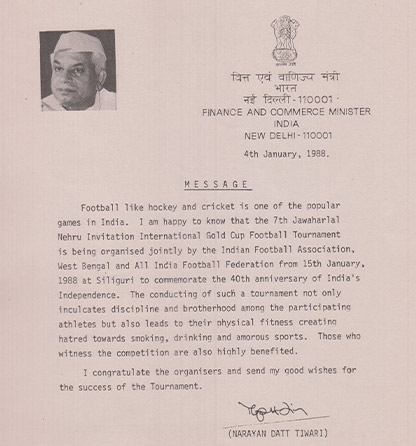 वित्त एवं वाणिज्य मंत्री
भारत
नई दिल्ली-110001
FINANCE AND COMMERCE MINISTER
INDIA
NEW DELHI-110001
4th January, 1988.
MESSAGE
Football like hockey and cricket is one of the popular
games in India. I am happy to know that the 7th Jawaharlal
Nehru Invitation International Gold Cup Football Tournament
is being organised jointly by the Indian Football Association,
West Bengal and All India Football Federation from 15th January,
1988 at Siliguri to commemorate the 40th anniversary of India's
Independence. The conducting of such a tournament not only
inculcates discipline and brotherhood among the participating
athletes but also leads to their physical fitness creating
hatred towards smoking, drinking and amorous sports. Those who
witness the competition are also highly benefited.
I congratulate the organisers and send my good wishes for
the success of the Tournament.
(NARAYAN DATT TIWARI)